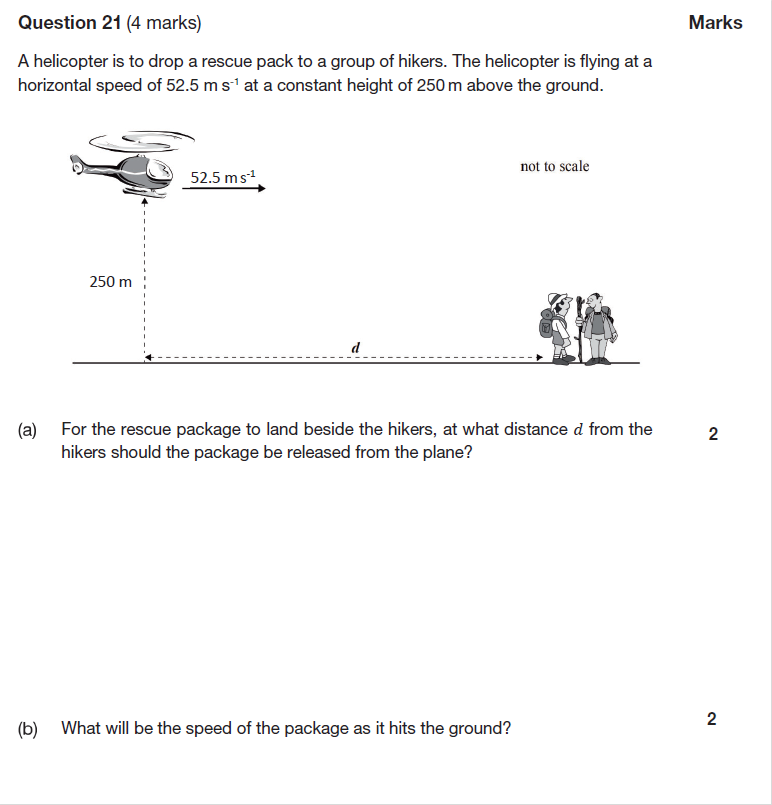 Question 21 (4 marks) Marks
A helicopter is to drop a rescue pack to a group of hikers. The helicopter is flying at a
horizontal speed of 52.5 m s⁻¹ at a constant height of 250 m above the ground.
not to scale
52.5 m s⁻¹
250 m
d
(a) For the rescue package to land beside the hikers, at what distance d from the 2
hikers should the package be released from the plane?
(b) What will be the speed of the package as it hits the ground? 2